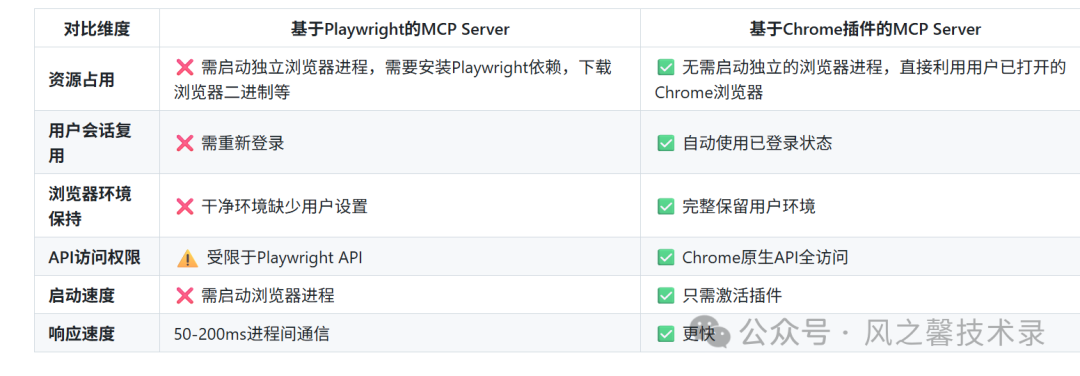 对比维度 基于Playwright的MCP Server 基于Chrome插件的MCP Server
资源占用 ❌ 需启动独立浏览器进程，需要安装Playwright依赖，下载 ✅ 无需启动独立的浏览器进程，直接利用用户已打开的
浏览器二进制等 Chrome浏览器
用户会话复 ❌ 需重新登录 ✅ 自动使用已登录状态
用
浏览器环境 ❌ 干净环境缺少用户设置 ✅ 完整保留用户环境
保持
API访问权限 ⚠️ 受限于Playwright API ✅ Chrome原生API全访问
启动速度 ❌ 需启动浏览器进程 ✅ 只需激活插件
响应速度 50-200ms进程间通信 ✅ 更快
公众号 · 风之馨技术录